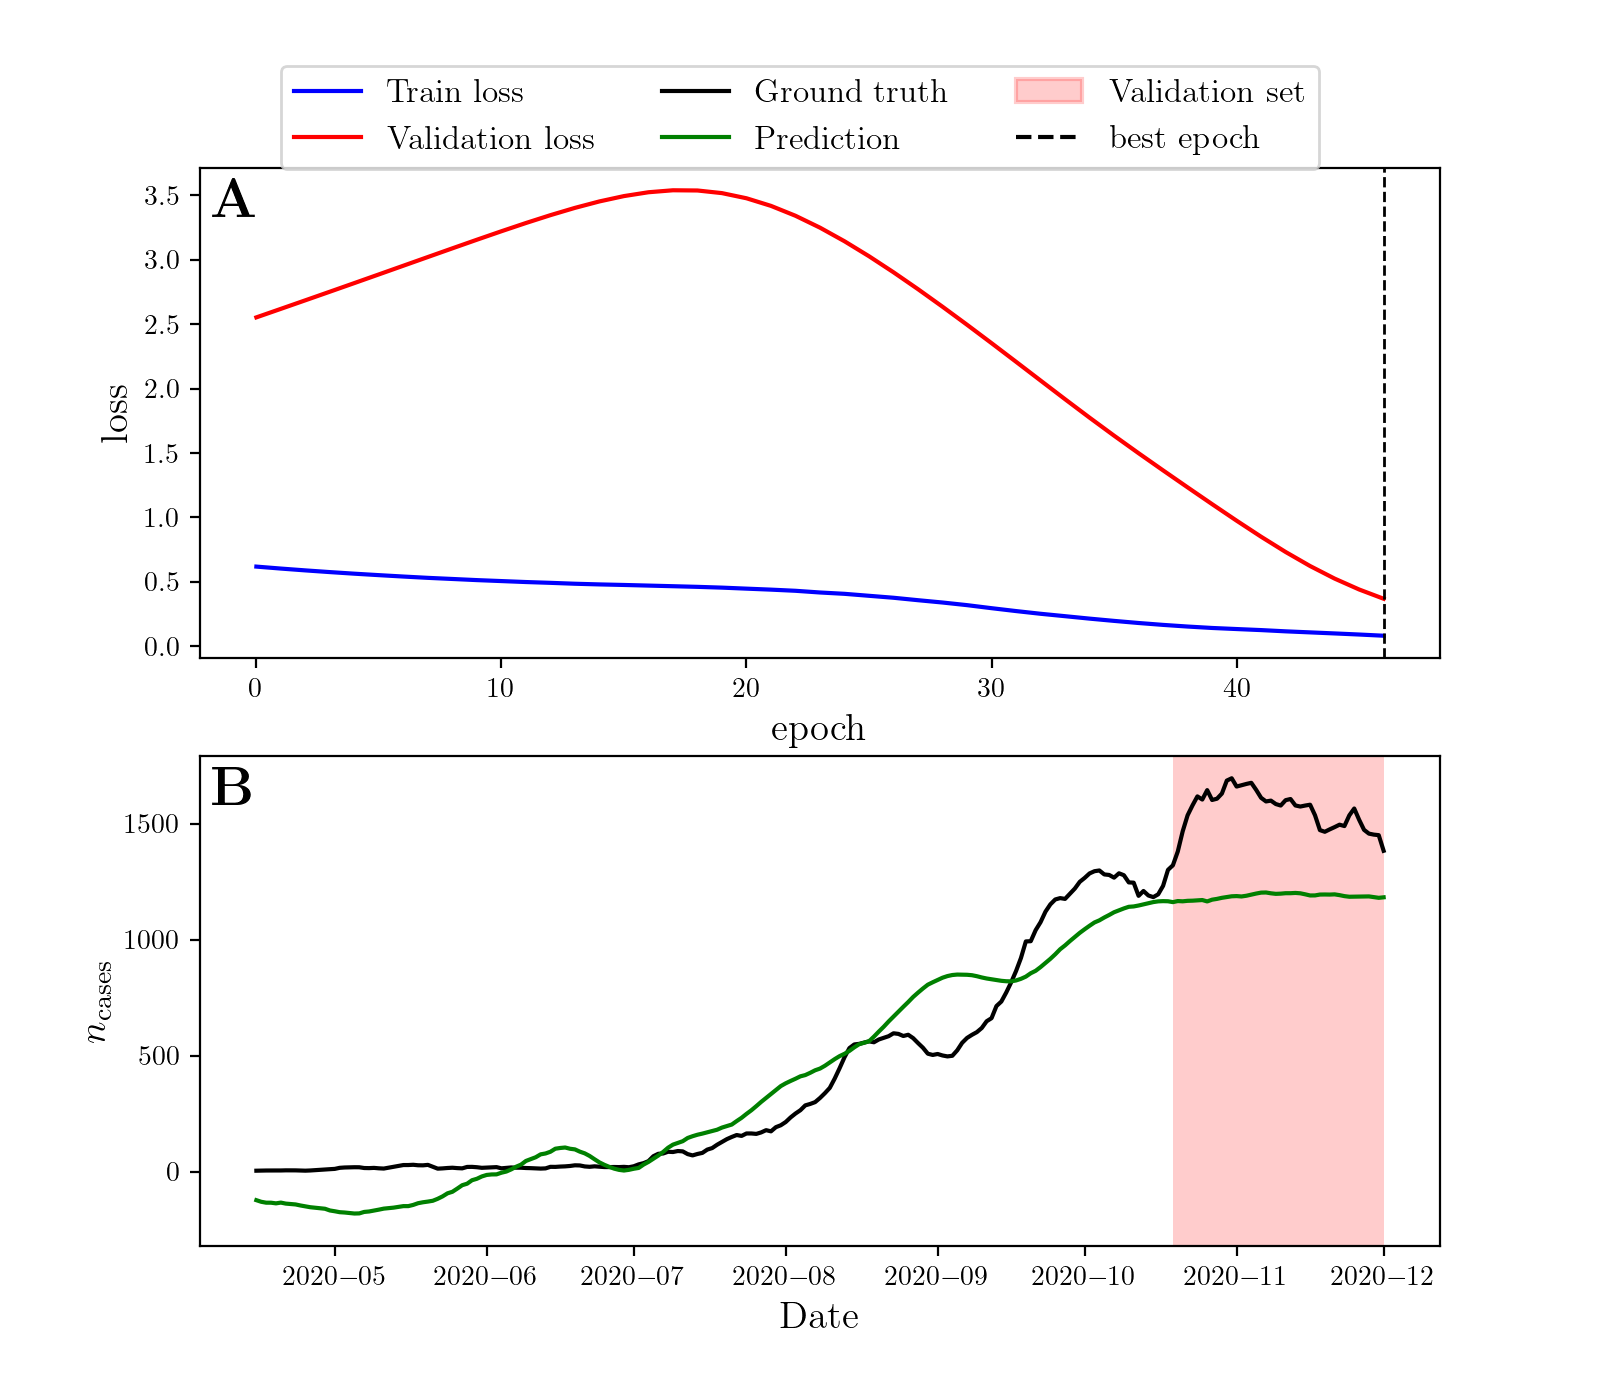 Train loss
Validation loss
Ground truth
Prediction
Validation set
best epoch
A
3.5
3.0
2.5
2.0
1.5
1.0
0.5
0.0
loss
0 10 20 30 40
epoch
B
1500
1000
500
0
n_cases
2020–05 2020–06 2020–07 2020–08 2020–09 2020–10 2020–11 2020–12
Date